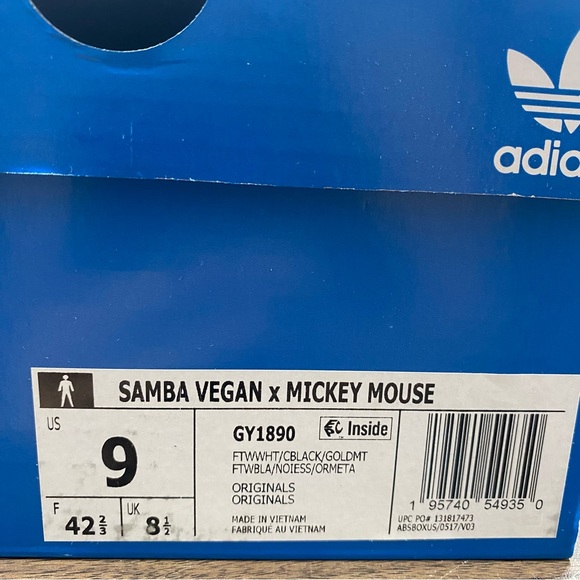 adid
SAMBA VEGAN x MICKEY MOUSE
US
9
F
42 2/3
UK
8 1/2
GY1890
Inside
FTWWHT/CBLACK/GOLDMT
FTWBLA/NOIESS/ORMETA
ORIGINALS
ORIGINALS
MADE IN VIETNAM
FABRIQUÉ AU VIETNAM
1 95740 54935 0
UPC PO# 131817473
ABSBOXUS/0517/V03